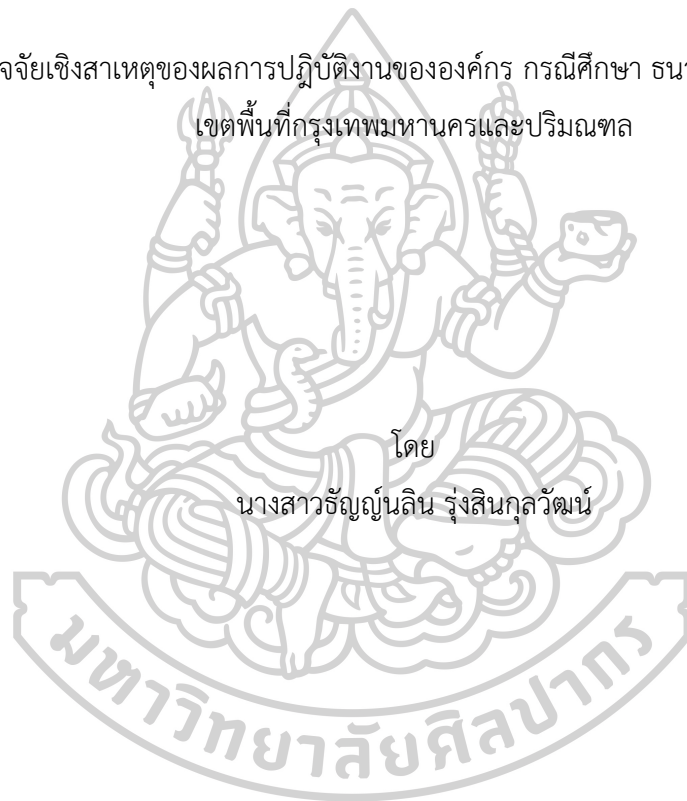 จจัยเชิงสาเหตุของผลการปฏิบัติงานขององค์กร กรณีศึกษา
เขตพื้นที่กรุงเทพมหานครและปริมณฑล
โดย
นางสาวธัญญ์นลิน รุ่งสินกุลวัฒน์
มหาวิทยาลัยศิลปากร